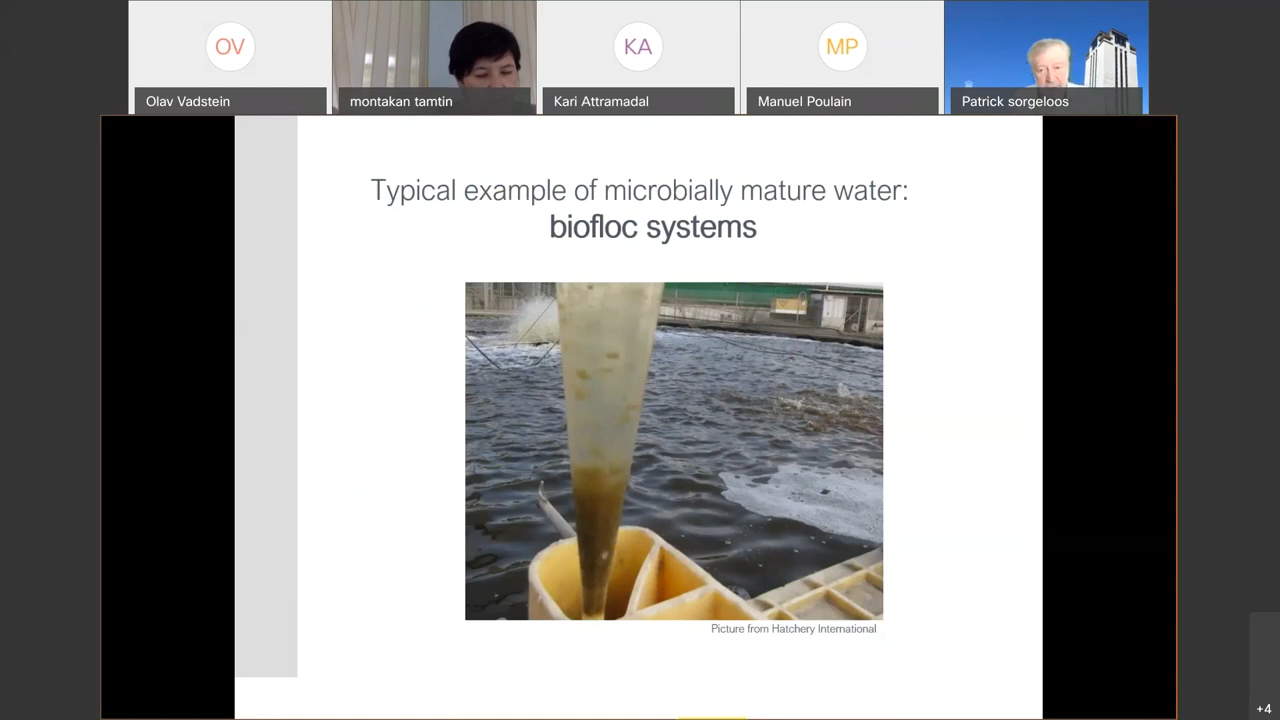 OV
KA
MP
Olav Vadstein
montakan tamtin
Kari Attramadal
Manuel Poulain
Patrick sorgeloos
Typical example of microbially mature water:
biofloc systems
Picture from Hatchery International
+4